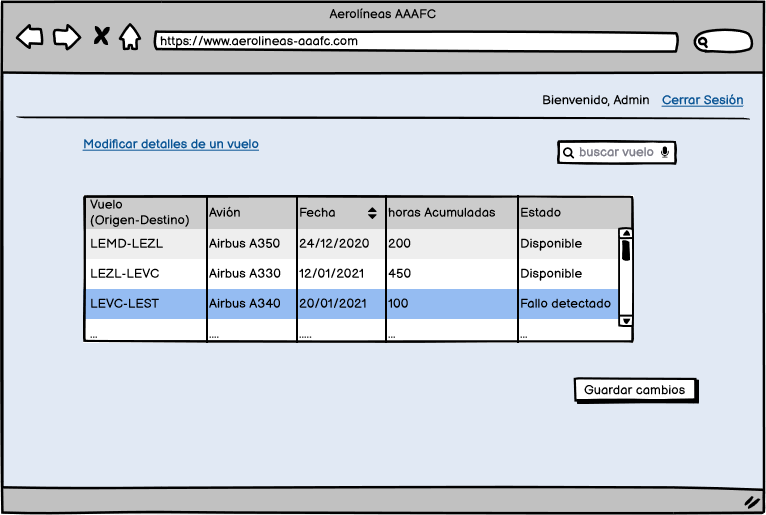 Aerolíneas AAAFC
https://www.aerolineas-aaafc.com
Bienvenido, Admin Cerrar Sesión
Modificar detalles de un vuelo
buscar vuelo
Vuelo
(Origen-Destino) Avión Fecha horas Acumuladas Estado
LEMD-LEZL Airbus A350 24/12/2020 200 Disponible
LEZL-LEVC Airbus A330 12/01/2021 450 Disponible
LEVC-LEST Airbus A340 20/01/2021 100 Fallo detectado
... .... ..... ... ...
Guardar cambios